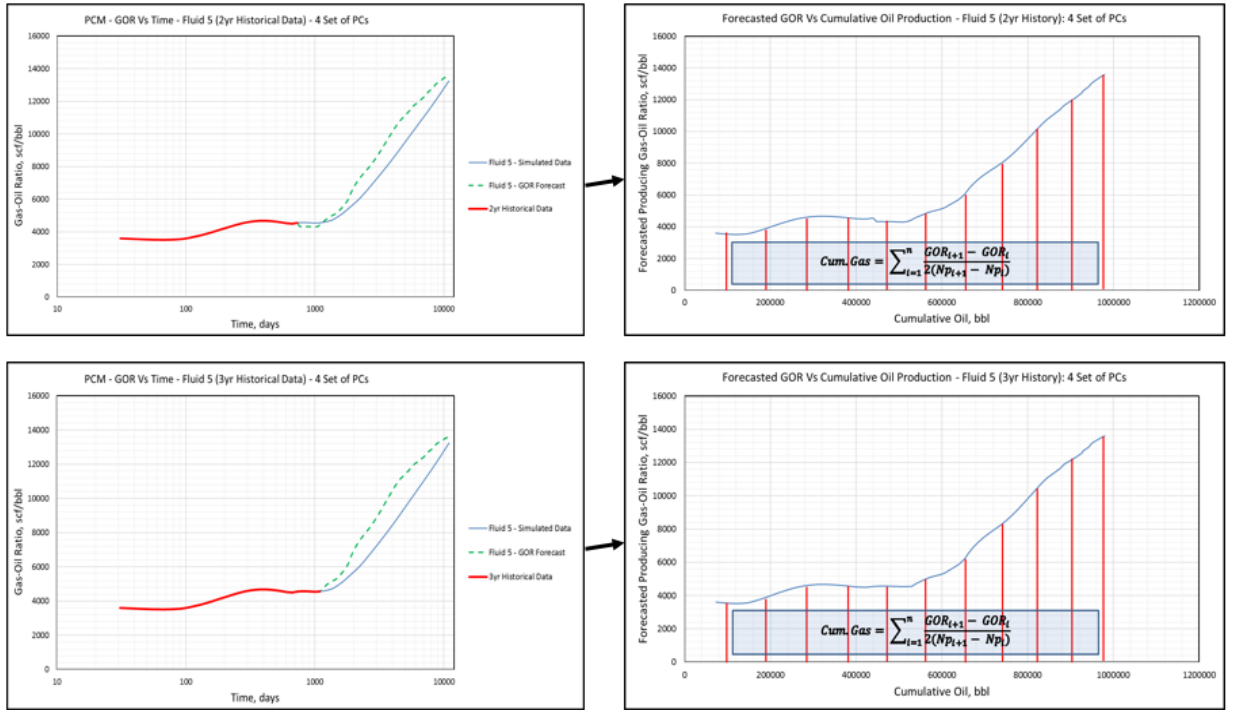 PCM - GOR Vs Time - Fluid 5 (2yr Historical Data) - 4 Set of PCs
Gas-Oil Ratio, scf/bbl
16000
14000
12000
10000
8000
6000
4000
2000
0
10 100 1000 10000
Time, days
Fluid 5 - Simulated Data
Fluid 5 - GOR Forecast
2yr Historical Data
Forecasted GOR Vs Cumulative Oil Production - Fluid 5 (2yr History): 4 Set of PCs
Forecasted Producing Gas-Oil Ratio, scf/bbl
16000
14000
12000
10000
8000
6000
4000
2000
0
Cum. Gas = ∑_{i=1}^{n} (GOR_{i+1} − GOR_i) / 2(Np_{i+1} − Np_i)
0 200000 400000 600000 800000 1000000 1200000
Cumulative Oil, bbl
PCM - GOR Vs Time - Fluid 5 (3yr Historical Data) - 4 Set of PCs
Gas-Oil Ratio, scf/bbl
16000
14000
12000
10000
8000
6000
4000
2000
0
10 100 1000 10000
Time, days
Fluid 5 - Simulated Data
Fluid 5 - GOR Forecast
3yr Historical Data
Forecasted GOR Vs Cumulative Oil Production - Fluid 5 (3yr History): 4 Set of PCs
Forecasted Producing Gas-Oil Ratio, scf/bbl
16000
14000
12000
10000
8000
6000
4000
2000
0
Cum. Gas = ∑_{i=1}^{n} (GOR_{i+1} − GOR_i) / 2(Np_{i+1} − Np_i)
0 200000 400000 600000 800000 1000000 1200000
Cumulative Oil, bbl